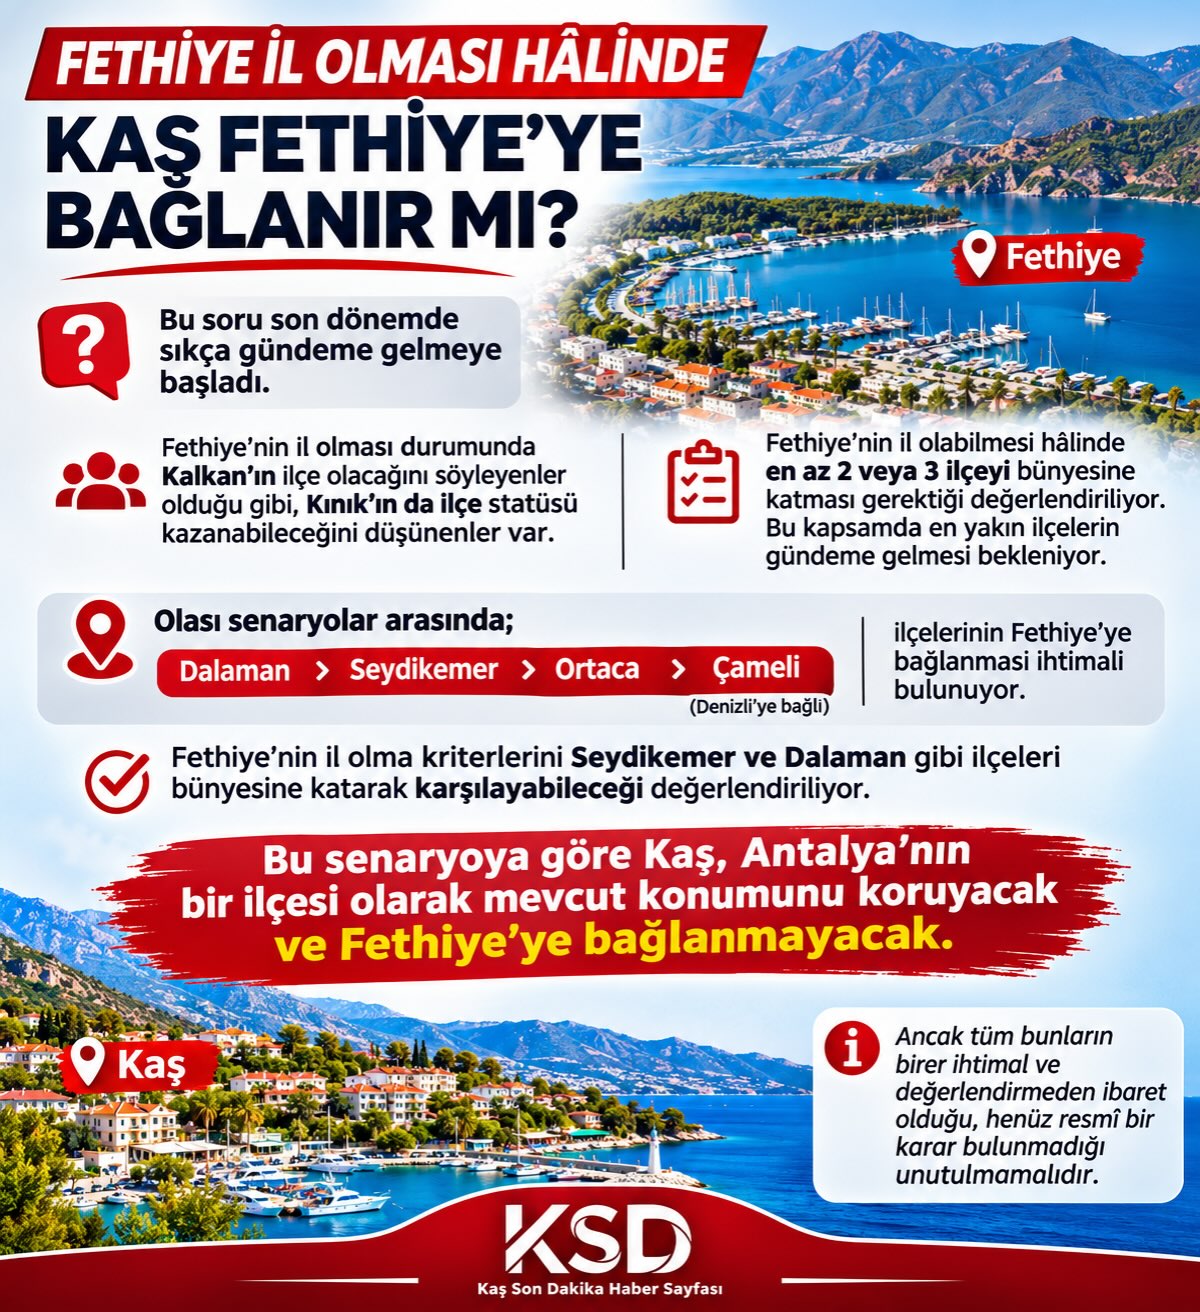 FETHİYE İL OLMASI HÂLİNDE
KAŞ FETHİYE'YE
BAĞLANIR MI?
Fethiye
?
Bu soru son dönemde
sıkça gündeme gelmeye
başladı.
Fethiye'nin il olması durumunda
Kalkan'ın ilçe olacağını söyleyenler
olduğu gibi, Kınık'ın da ilçe statüsü
kazanabileceğini düşünenler var.
Fethiye'nin il olabilmesi hâlinde
en az 2 veya 3 ilçeyi bünyesine
katması gerektiği değerlendiriliyor.
Bu kapsamda en yakın ilçelerin
gündeme gelmesi bekleniyor.
Olası senaryolar arasında;
Dalaman > Seydikemer > Ortaca > Çameli
(Denizli'ye bağlı)
ilçelerinin Fethiye'ye
bağlanması ihtimali
bulunuyor.
Fethiye'nin il olma kriterlerini Seydikemer ve Dalaman gibi ilçeleri
bünyesine katarak karşılayabileceği değerlendiriliyor.
Bu senaryoya göre Kaş, Antalya'nın
bir ilçesi olarak mevcut konumunu koruyacak
ve Fethiye'ye bağlanmayacak.
Kaş
i
Ancak tüm bunların
birer ihtimal ve
değerlendirmeden ibaret
olduğu, henüz resmî bir
karar bulunmadığı
unutulmamalıdır.
KSD
Kaş Son Dakika Haber Sayfası